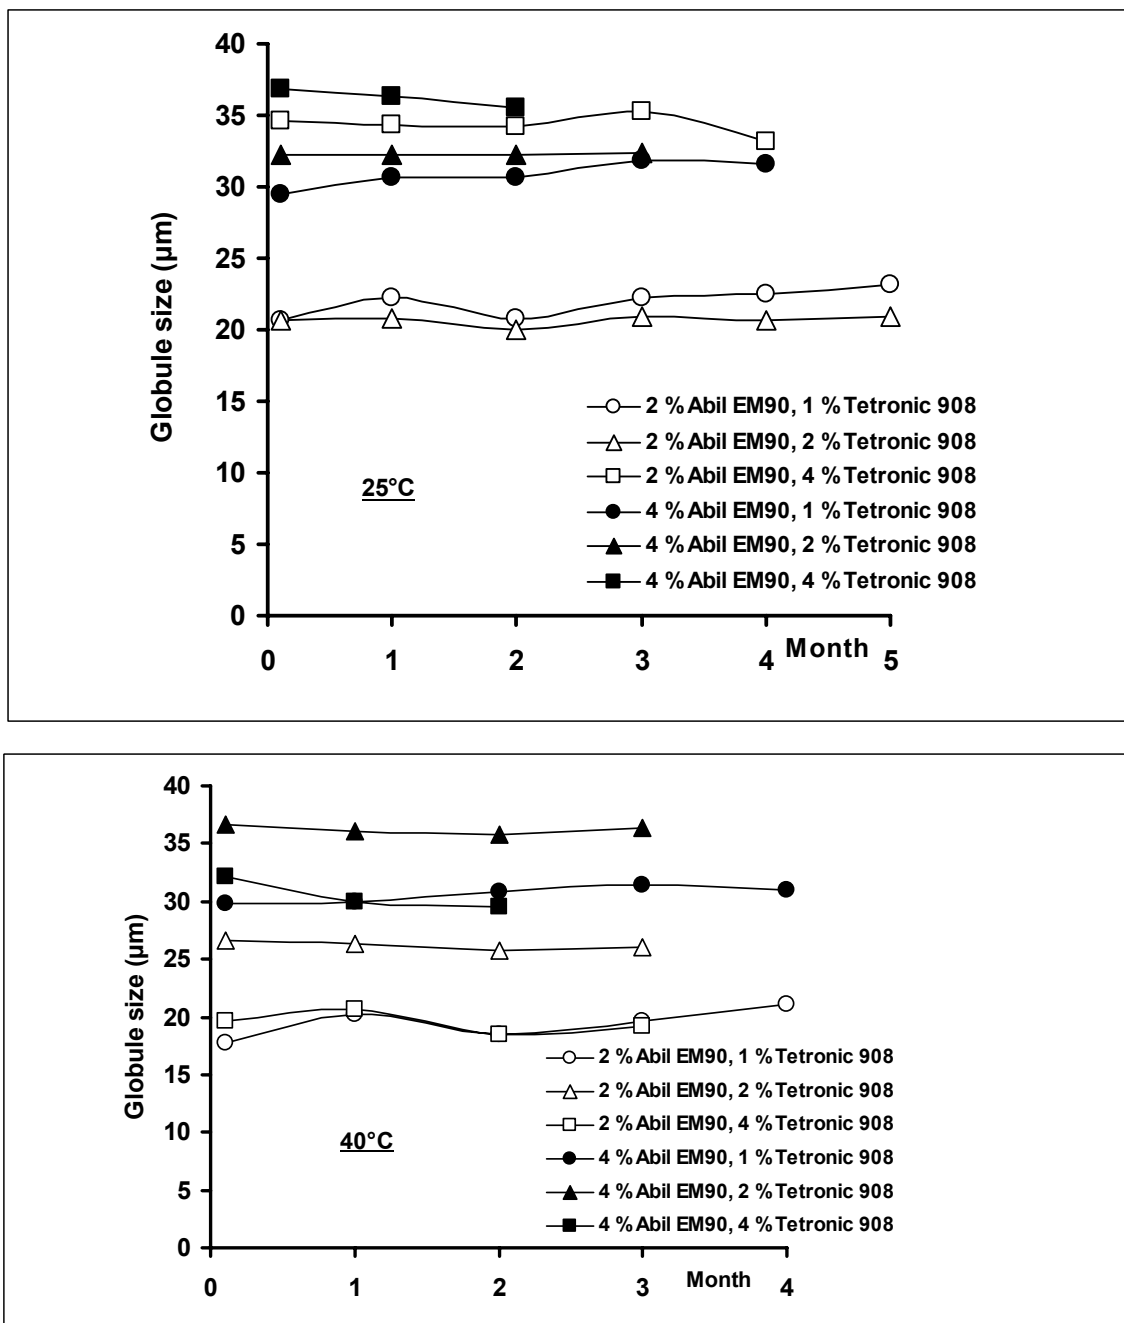 40
35
30
25
20
15
10
5
0
Globule size (µm)
2 % Abil EM90, 1 % Tetronic 908
2 % Abil EM90, 2 % Tetronic 908
2 % Abil EM90, 4 % Tetronic 908
4 % Abil EM90, 1 % Tetronic 908
4 % Abil EM90, 2 % Tetronic 908
4 % Abil EM90, 4 % Tetronic 908
25°C
0 1 2 3 4 Month 5
40
35
30
25
20
15
10
5
0
Globule size (µm)
2 % Abil EM90, 1 % Tetronic 908
2 % Abil EM90, 2 % Tetronic 908
2 % Abil EM90, 4 % Tetronic 908
4 % Abil EM90, 1 % Tetronic 908
4 % Abil EM90, 2 % Tetronic 908
4 % Abil EM90, 4 % Tetronic 908
40°C
0 1 2 3 Month 4